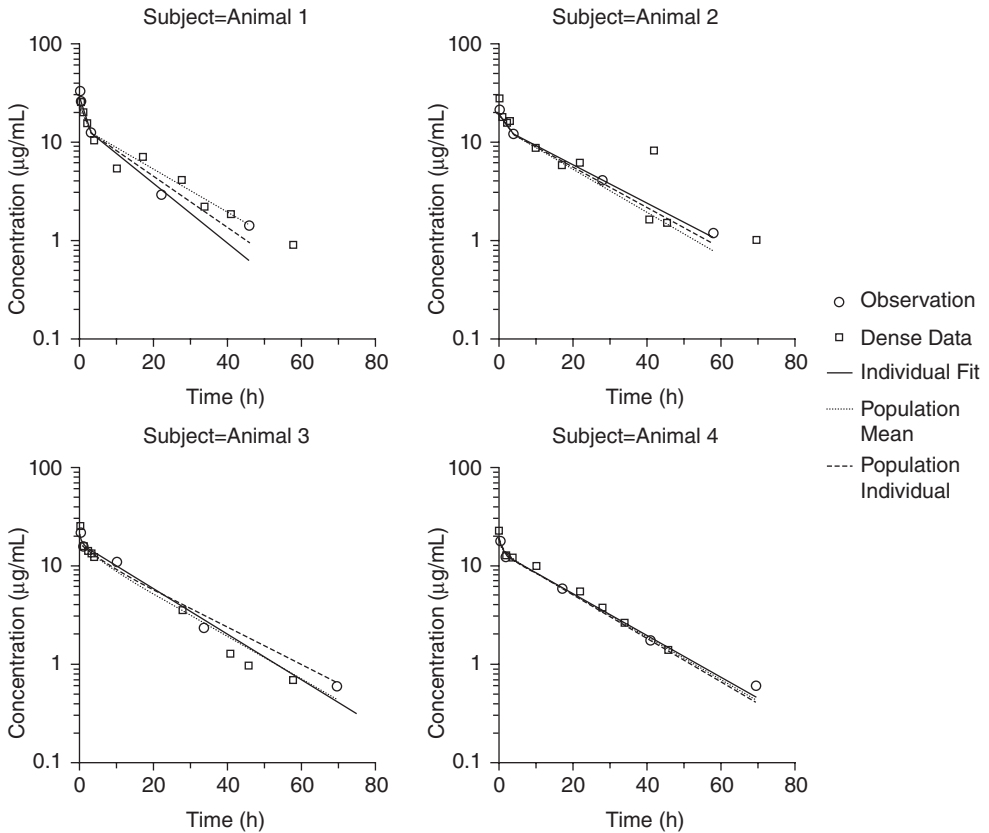 Subject=Animal 1
100
10
1
0.1
Concentration (μg/mL)
0
20
40
60
80
Time (h)
Subject=Animal 2
100
10
1
0.1
Concentration (μg/mL)
0
20
40
60
80
Time (h)
Subject=Animal 3
100
10
1
0.1
Concentration (μg/mL)
0
20
40
60
80
Time (h)
Subject=Animal 4
100
10
1
0.1
Concentration (μg/mL)
0
20
40
60
80
Time (h)
Observation
Dense Data
Individual Fit
Population
Mean
Population
Individual